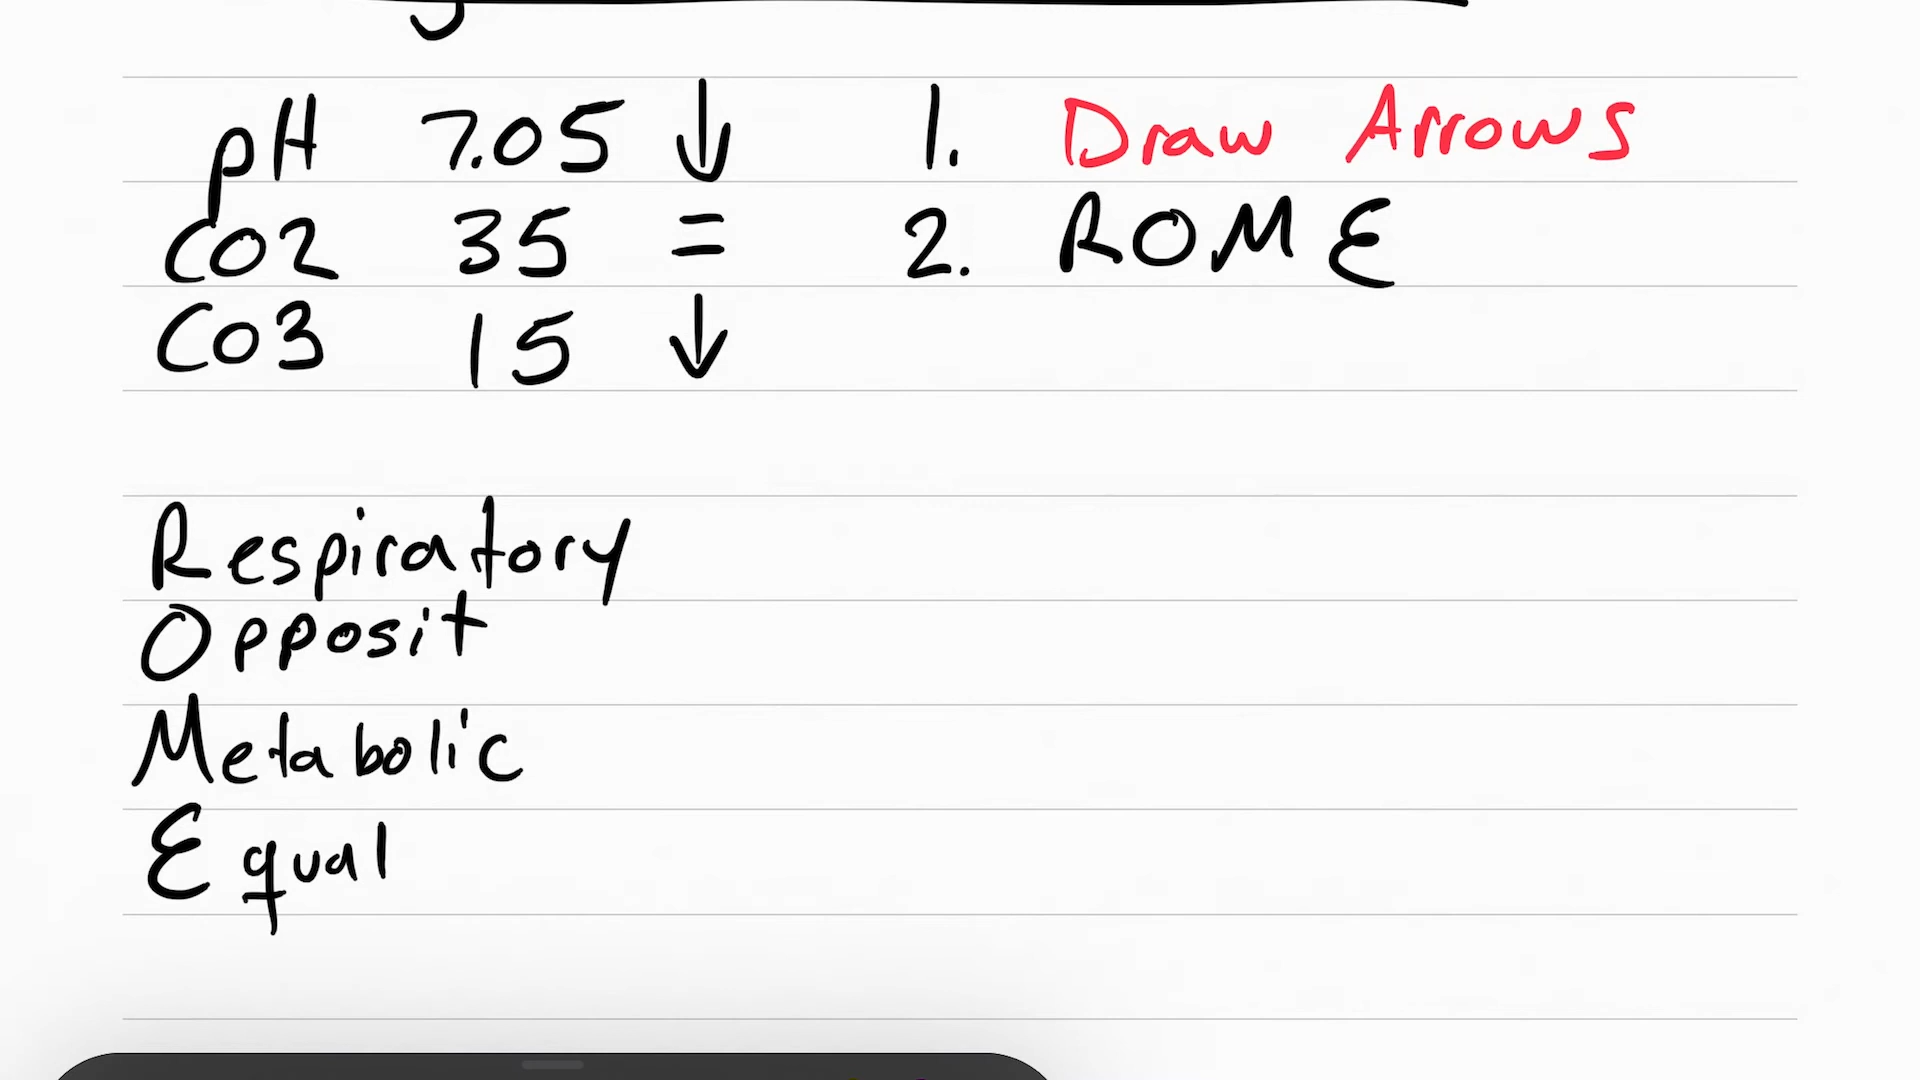 pH 7.05 ↓ 1. Draw Arrows
CO2 35 = 2. ROME
CO3 15 ↓
Respiratory
Opposit
Metabolic
Equal